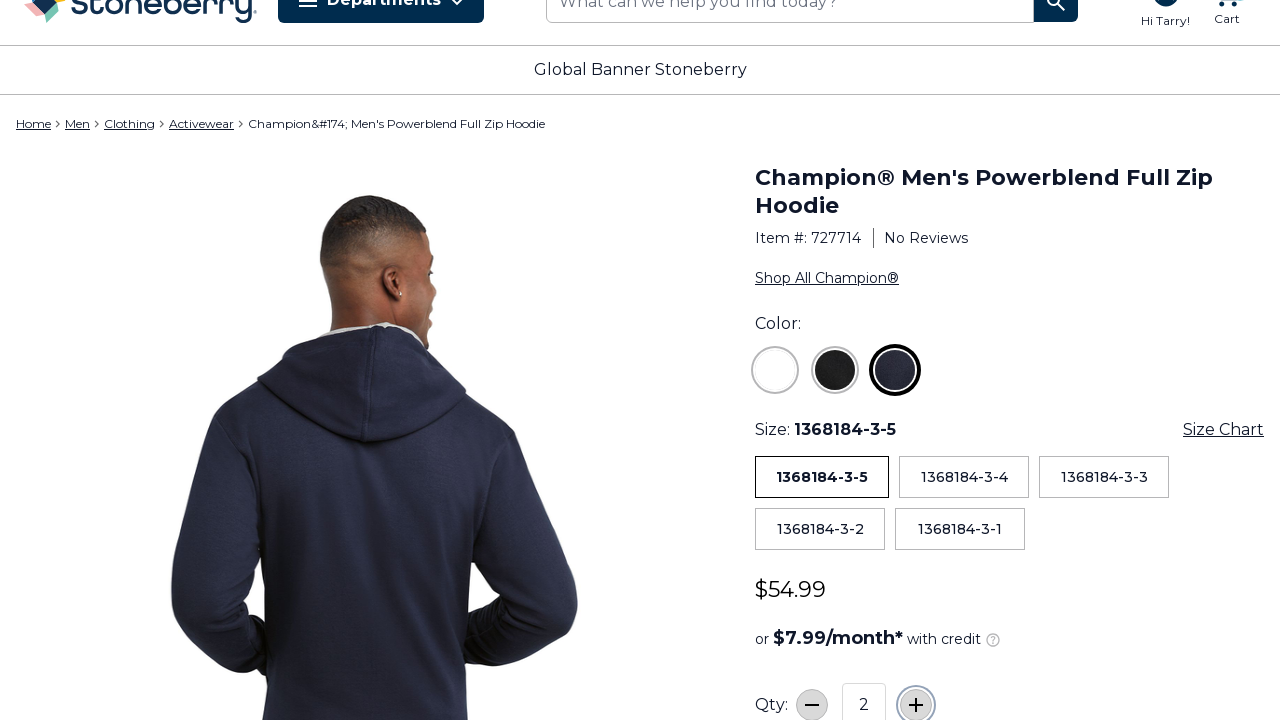 Stoneberry.
Departments
What can we help you find today?
Hi Tarry!
Cart
Global Banner Stoneberry
Home > Men > Clothing > Activewear > Champion&#174; Men's Powerblend Full Zip Hoodie
Champion® Men's Powerblend Full Zip
Hoodie
Item #: 727714 | No Reviews
Shop All Champion®
Color:
Size: 1368184-3-5 Size Chart
1368184-3-5 1368184-3-4 1368184-3-3
1368184-3-2 1368184-3-1
$54.99
or $7.99/month* with credit ?
Qty: 2